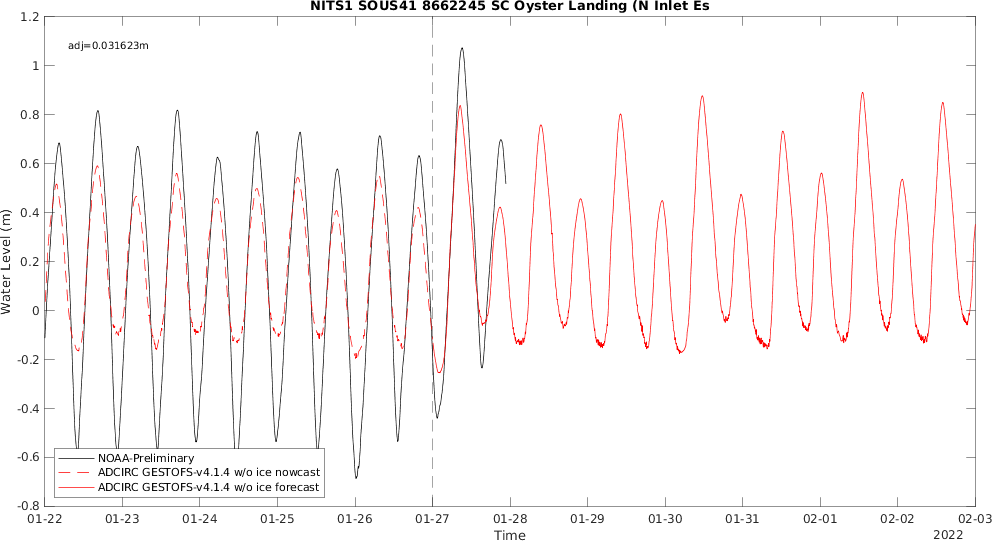 NITS1 SOUS41 8662245 SC Oyster Landing (N Inlet Es
adj=0.031623m
1.2
1
0.8
0.6
0.4
0.2
0
-0.2
-0.4
-0.6
-0.8
Water Level (m)
NOAA-Preliminary
ADCIRC GESTOFS-v4.1.4 w/o ice nowcast
ADCIRC GESTOFS-v4.1.4 w/o ice forecast
01-22 01-23 01-24 01-25 01-26 01-27 01-28 01-29 01-30 01-31 02-01 02-02 02-03
Time
2022